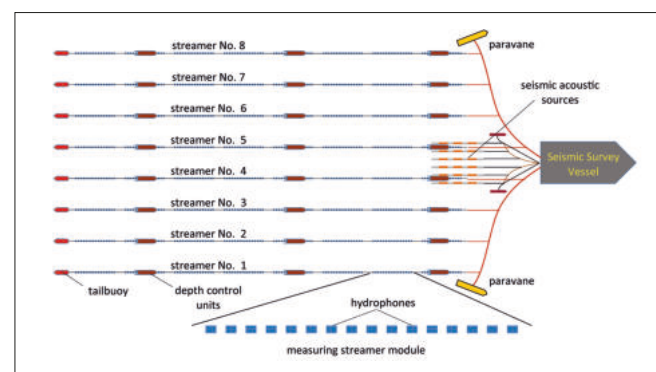 streamer No. 8
paravane
streamer No. 7
seismic acoustic
sources
streamer No. 6
streamer No. 5
Seismic Survey
Vessel
streamer No. 4
streamer No. 3
streamer No. 2
streamer No. 1
tailbuoy
depth control
units
paravane
hydrophones
measuring streamer module